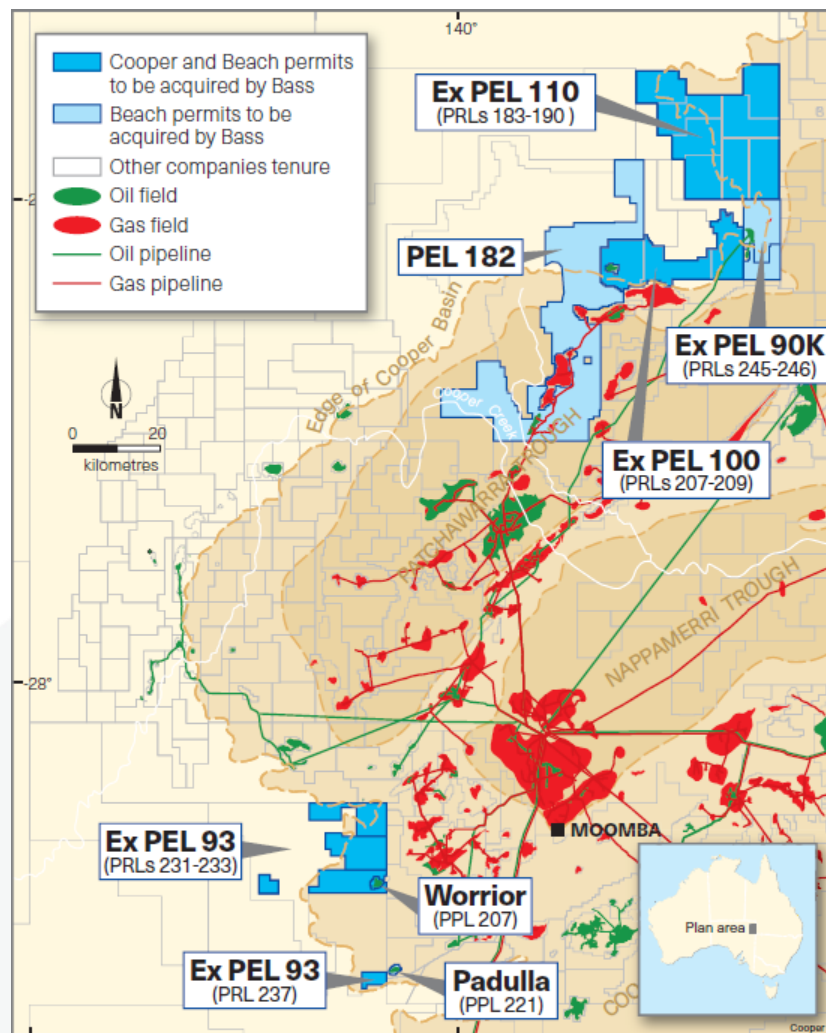 140°
Cooper and Beach permits
to be acquired by Bass
Beach permits to be
acquired by Bass
Other companies tenure
Oil field
Gas field
Oil pipeline
Gas pipeline
Ex PEL 110
(PRLs 183-190 )
PEL 182
Ex PEL 90K
(PRLs 245-246)
Edge of Cooper Basin
N
0 20
kilometres
Cooper Creek
Ex PEL 100
(PRLs 207-209)
PATCHAWARRA TROUGH
NAPPAMERRI TROUGH
-28°
MOOMBA
Ex PEL 93
(PRLs 231-233)
Worrior
(PPL 207)
Plan area
Ex PEL 93
(PRL 237)
Padulla
(PPL 221)
Cooper